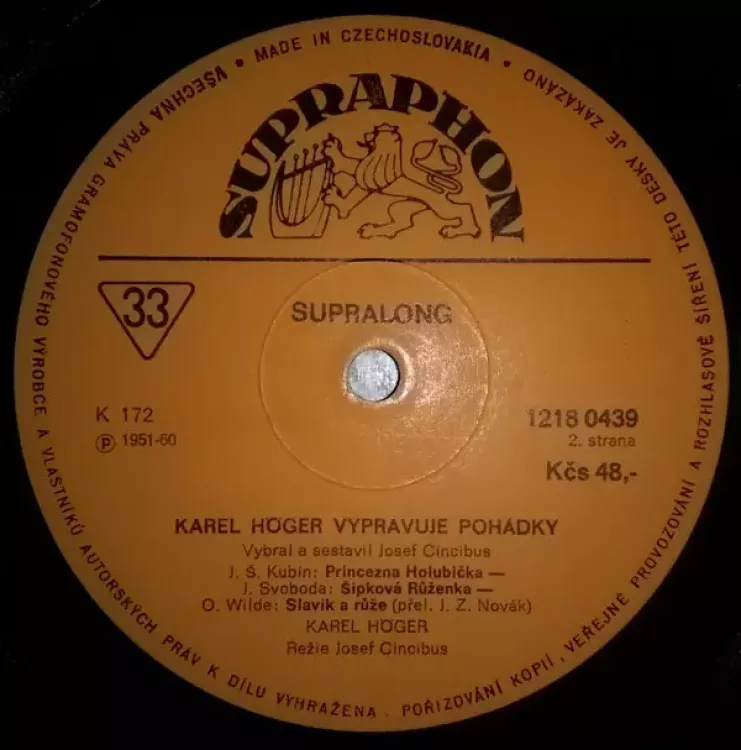 VŠECHNA PRÁVA GRAMOFONOVÉHO VÝROBCE A VLASTNÍKŮ AUTORSKÝCH PRÁV K DÍLU VYHRAŽENA. POŘIZOVÁNÍ KOPIÍ, VEŘEJNÉ PROVOZOVÁNÍ A ROZHLASOVÉ ŠÍŘENÍ TÉTO DESKY JE ZAKÁZÁNO • MADE IN CZECHOSLOVAKIA •
SUPRAPHON
33
SUPRALONG
K 172
1218 0439
Ⓟ 1951-60
2. strana
Kčs 48,-
KAREL HÖGER VYPRAVUJE POHÁDKY
Vybral a sestavil Josef Cincibus
J. Š. Kubín: Princezna Holubička —
J. Svoboda: Šípková Růženka —
O. Wilde: Slavík a růže (přel. J. Z. Novák)
KAREL HÖGER
Režie Josef Cincibus